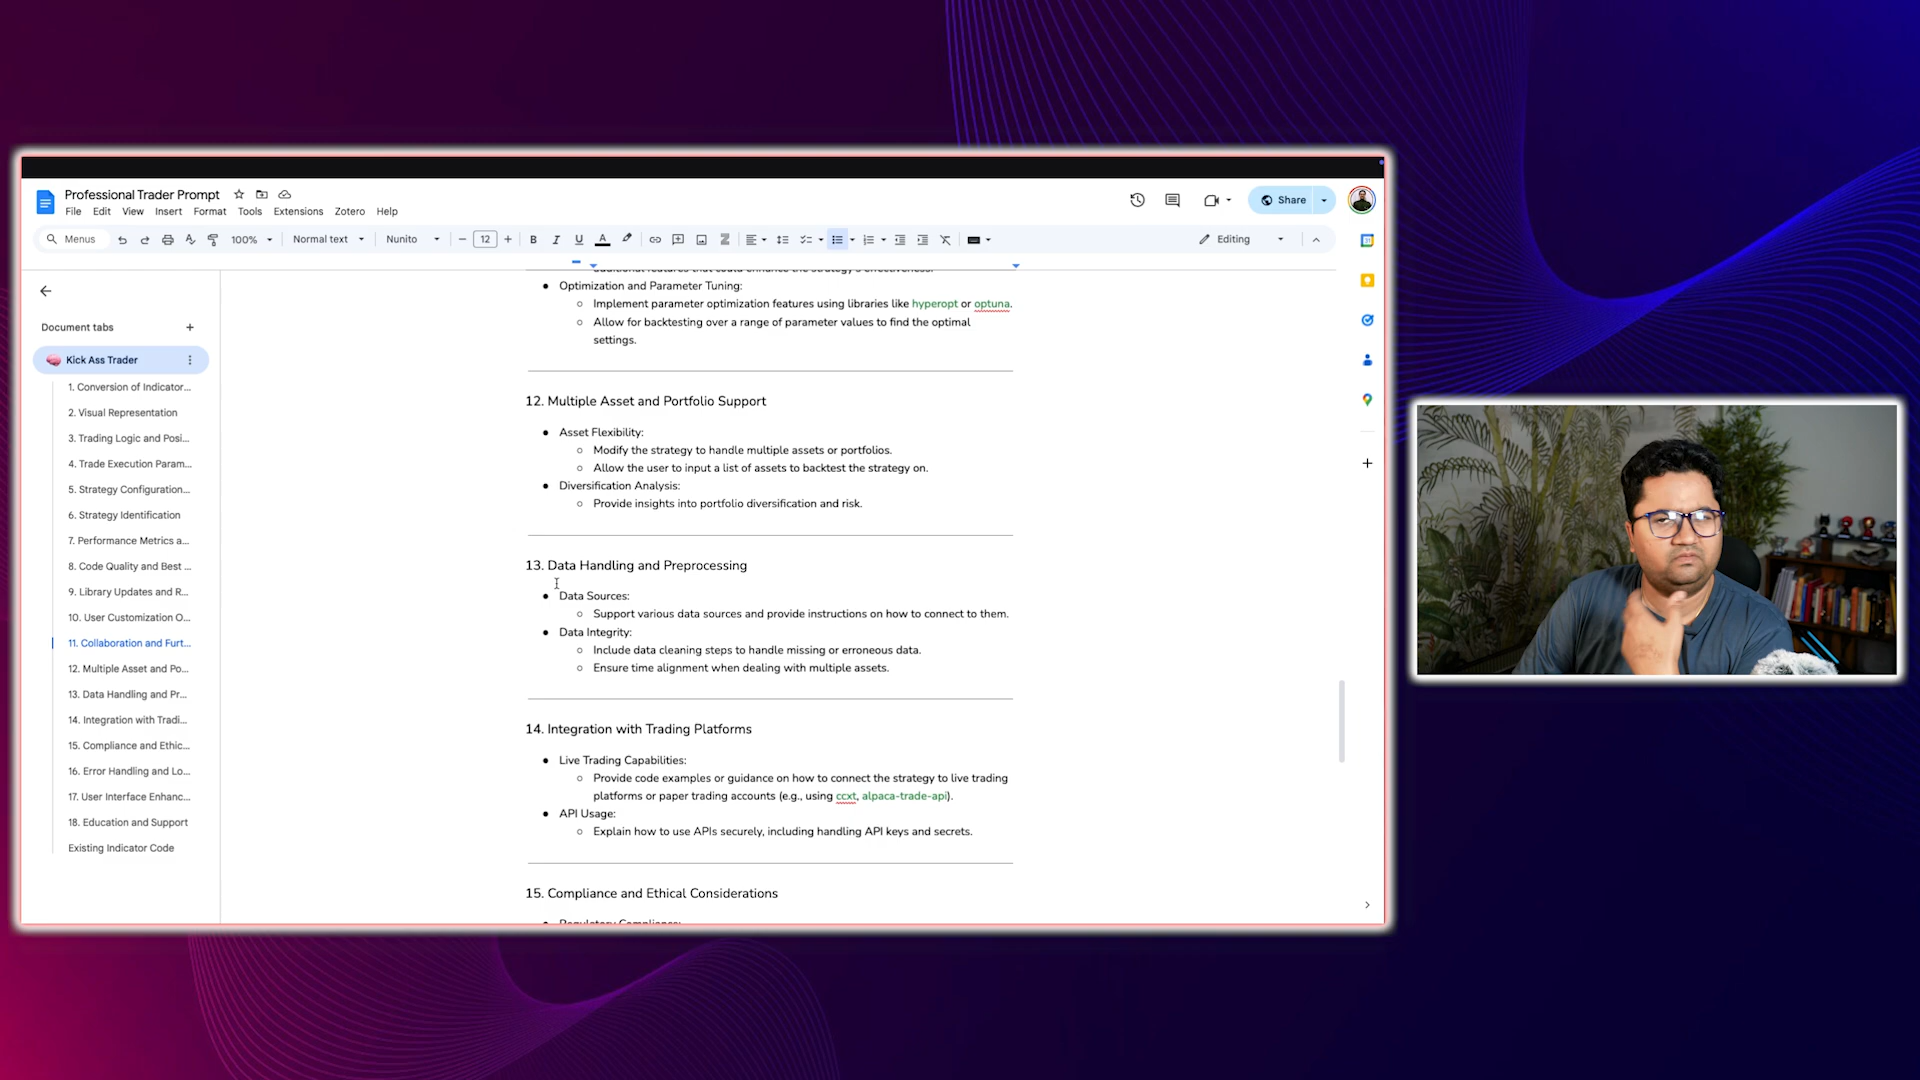 Professional Trader Prompt
File Edit View Insert Format Tools Extensions Zotero Help
Share
Menus 100% Normal text Nunito 12 Editing
Document tabs
Kick Ass Trader
1. Conversion of Indicator...
2. Visual Representation
3. Trading Logic and Posi...
4. Trade Execution Param...
5. Strategy Configuration...
6. Strategy Identification
7. Performance Metrics a...
8. Code Quality and Best ...
9. Library Updates and R...
10. User Customization O...
11. Collaboration and Furt...
12. Multiple Asset and Po...
13. Data Handling and Pr...
14. Integration with Tradi...
15. Compliance and Ethic...
16. Error Handling and Lo...
17. User Interface Enhanc...
18. Education and Support
Existing Indicator Code
additional features that could enhance the strategy's effectiveness.
Optimization and Parameter Tuning:
Implement parameter optimization features using libraries like hyperopt or optuna.
Allow for backtesting over a range of parameter values to find the optimal
settings.
12. Multiple Asset and Portfolio Support
Asset Flexibility:
Modify the strategy to handle multiple assets or portfolios.
Allow the user to input a list of assets to backtest the strategy on.
Diversification Analysis:
Provide insights into portfolio diversification and risk.
13. Data Handling and Preprocessing
Data Sources:
Support various data sources and provide instructions on how to connect to them.
Data Integrity:
Include data cleaning steps to handle missing or erroneous data.
Ensure time alignment when dealing with multiple assets.
14. Integration with Trading Platforms
Live Trading Capabilities:
Provide code examples or guidance on how to connect the strategy to live trading
platforms or paper trading accounts (e.g., using ccxt, alpaca-trade-api).
API Usage:
Explain how to use APIs securely, including handling API keys and secrets.
15. Compliance and Ethical Considerations
Regulatory Compliance: